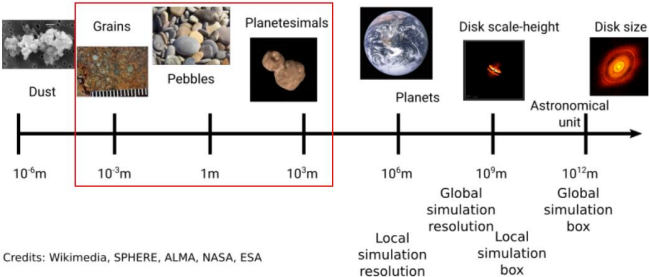 Dust
Grains
Pebbles
Planetesimals
Planets
Disk scale-height
Astronomical
unit
Disk size
10-6m
10-3m
1m
103m
106m
109m
1012m
Global
simulation
resolution
Global
simulation
box
Local
simulation
resolution
Local
simulation
box
Credits: Wikimedia, SPHERE, ALMA, NASA, ESA